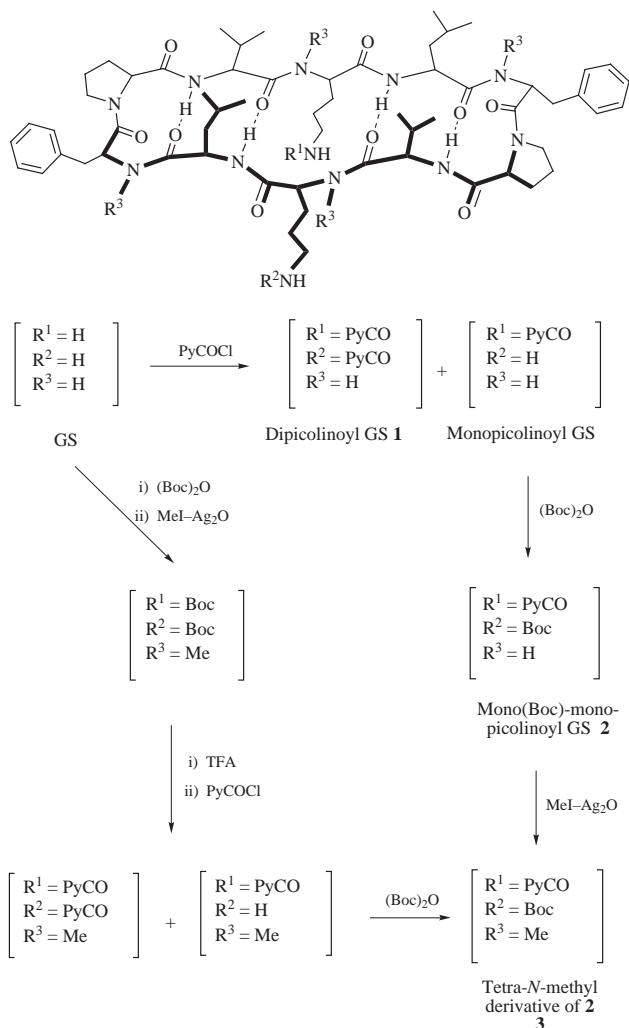 R³
R³
O
O
O
N
N
N
N
H
O
H
O
N
O
N
O
H
R¹NH
H
O
O
N
N
N
N
R³
O
R³
O
R²NH
R¹ = H
R² = H
R³ = H
GS
PyCOCl
R¹ = PyCO
R² = PyCO
R³ = H
Dipicolinoyl GS 1
+
R¹ = PyCO
R² = H
R³ = H
Monopicolinoyl GS
i) (Boc)₂O
ii) MeI–Ag₂O
(Boc)₂O
R¹ = Boc
R² = Boc
R³ = Me
R¹ = PyCO
R² = Boc
R³ = H
Mono(Boc)-mono-
picolinoyl GS 2
i) TFA
ii) PyCOCl
MeI–Ag₂O
R¹ = PyCO
R² = PyCO
R³ = Me
+
R¹ = PyCO
R² = H
R³ = Me
(Boc)₂O
R¹ = PyCO
R² = Boc
R³ = Me
Tetra-N-methyl
derivative of 2
3